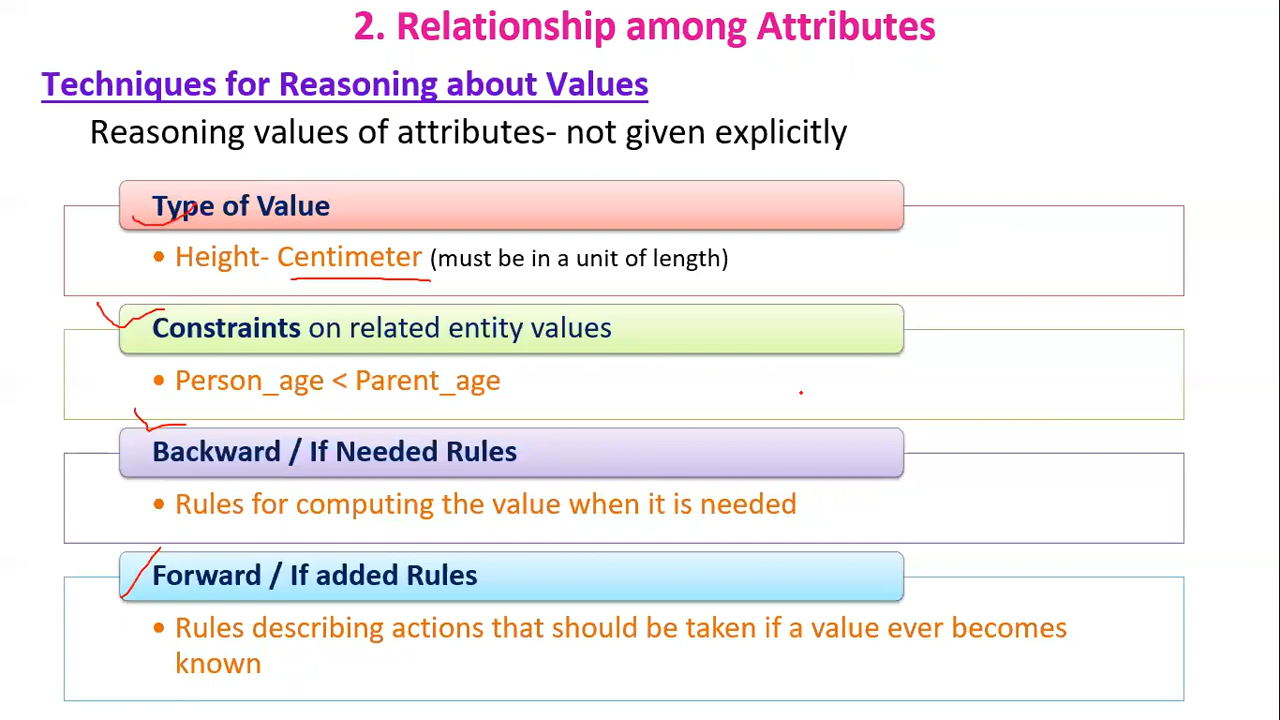 2. Relationship among Attributes
Techniques for Reasoning about Values
Reasoning values of attributes- not given explicitly
Type of Value
• Height- Centimeter (must be in a unit of length)
Constraints on related entity values
• Person_age < Parent_age
Backward / If Needed Rules
• Rules for computing the value when it is needed
Forward / If added Rules
• Rules describing actions that should be taken if a value ever becomes
known